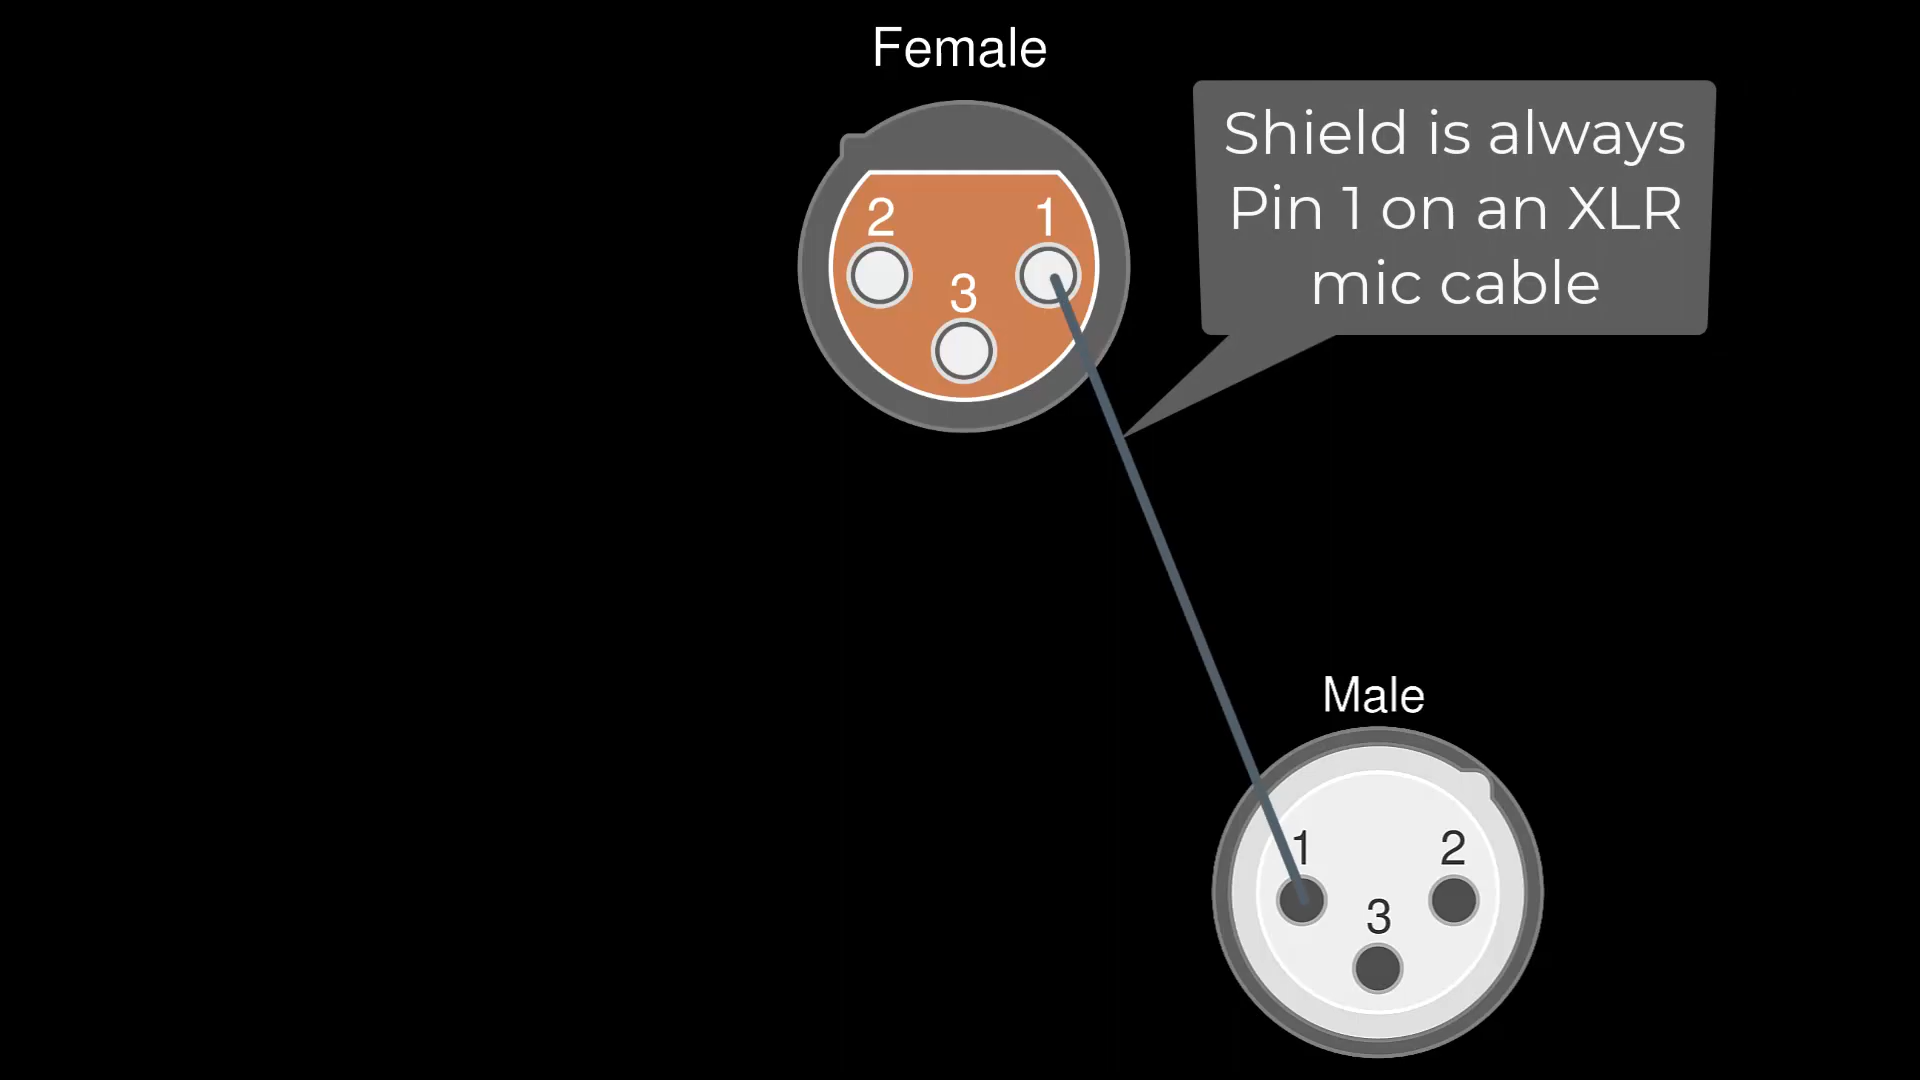 Female
Shield is always
Pin 1 on an XLR
mic cable
2 1
3
Male
1 2
3